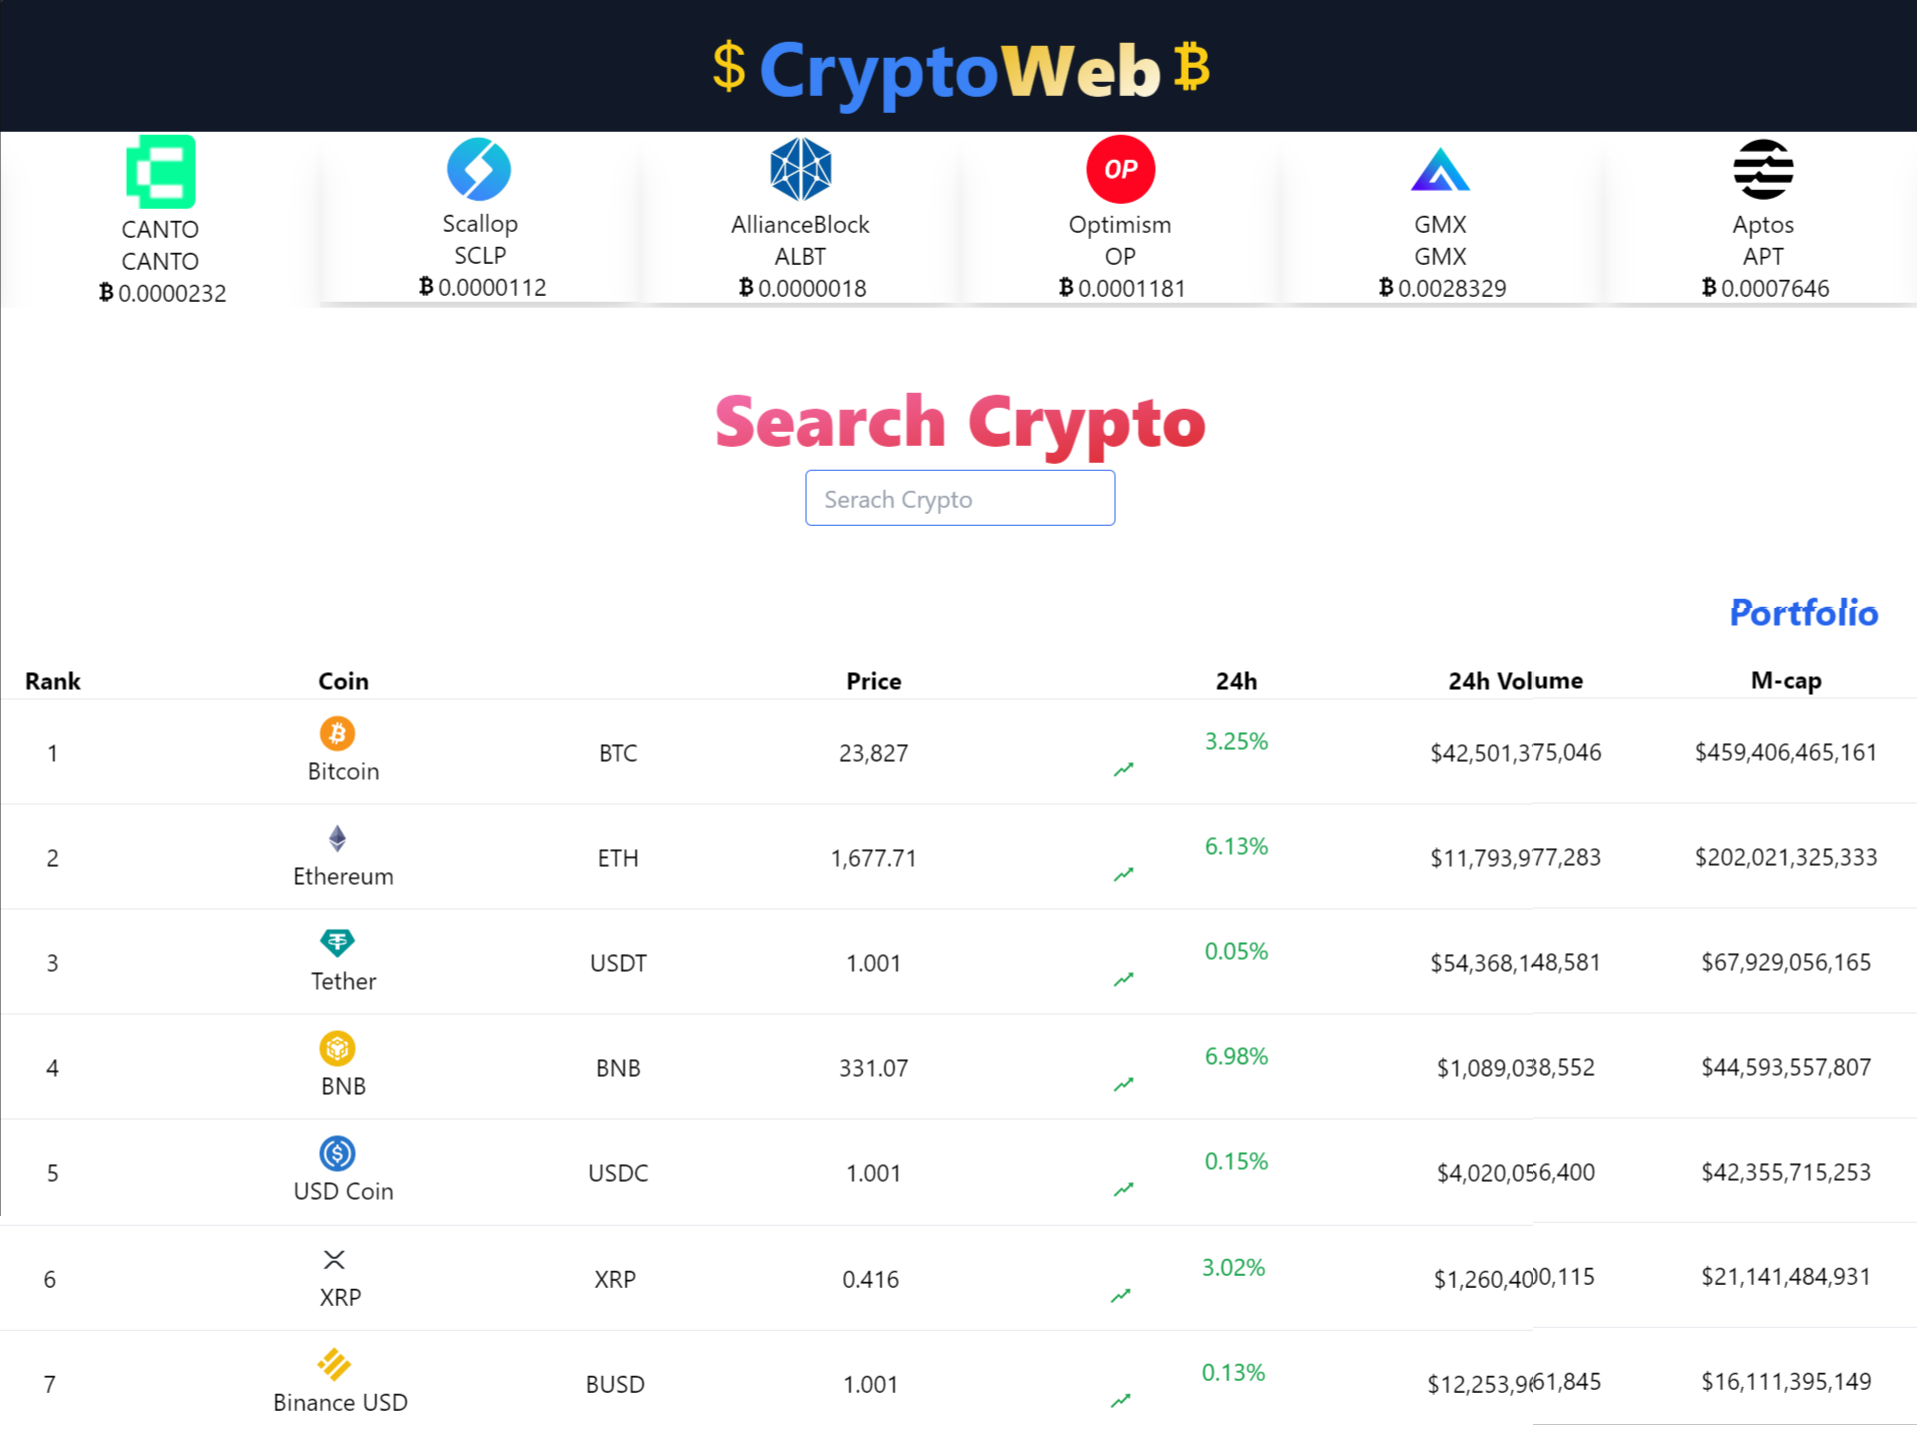 $ CryptoWeb ₿
CANTO
CANTO
₿ 0.0000232
Scallop
SCLP
₿ 0.0000112
AllianceBlock
ALBT
₿ 0.0000018
OP
Optimism
OP
₿ 0.0001181
GMX
GMX
₿ 0.0028329
Aptos
APT
₿ 0.0007646
Search Crypto
Serach Crypto
Portfolio
Rank Coin Price 24h 24h Volume M-cap
1 Bitcoin BTC 23,827 3.25% $42,501,375,046 $459,406,465,161
2 Ethereum ETH 1,677.71 6.13% $11,793,977,283 $202,021,325,333
3 Tether USDT 1.001 0.05% $54,368,148,581 $67,929,056,165
4 BNB BNB 331.07 6.98% $1,089,038,552 $44,593,557,807
5 USD Coin USDC 1.001 0.15% $4,020,056,400 $42,355,715,253
6 XRP XRP 0.416 3.02% $1,260,400,115 $21,141,484,931
7 Binance USD BUSD 1.001 0.13% $12,253,961,845 $16,111,395,149